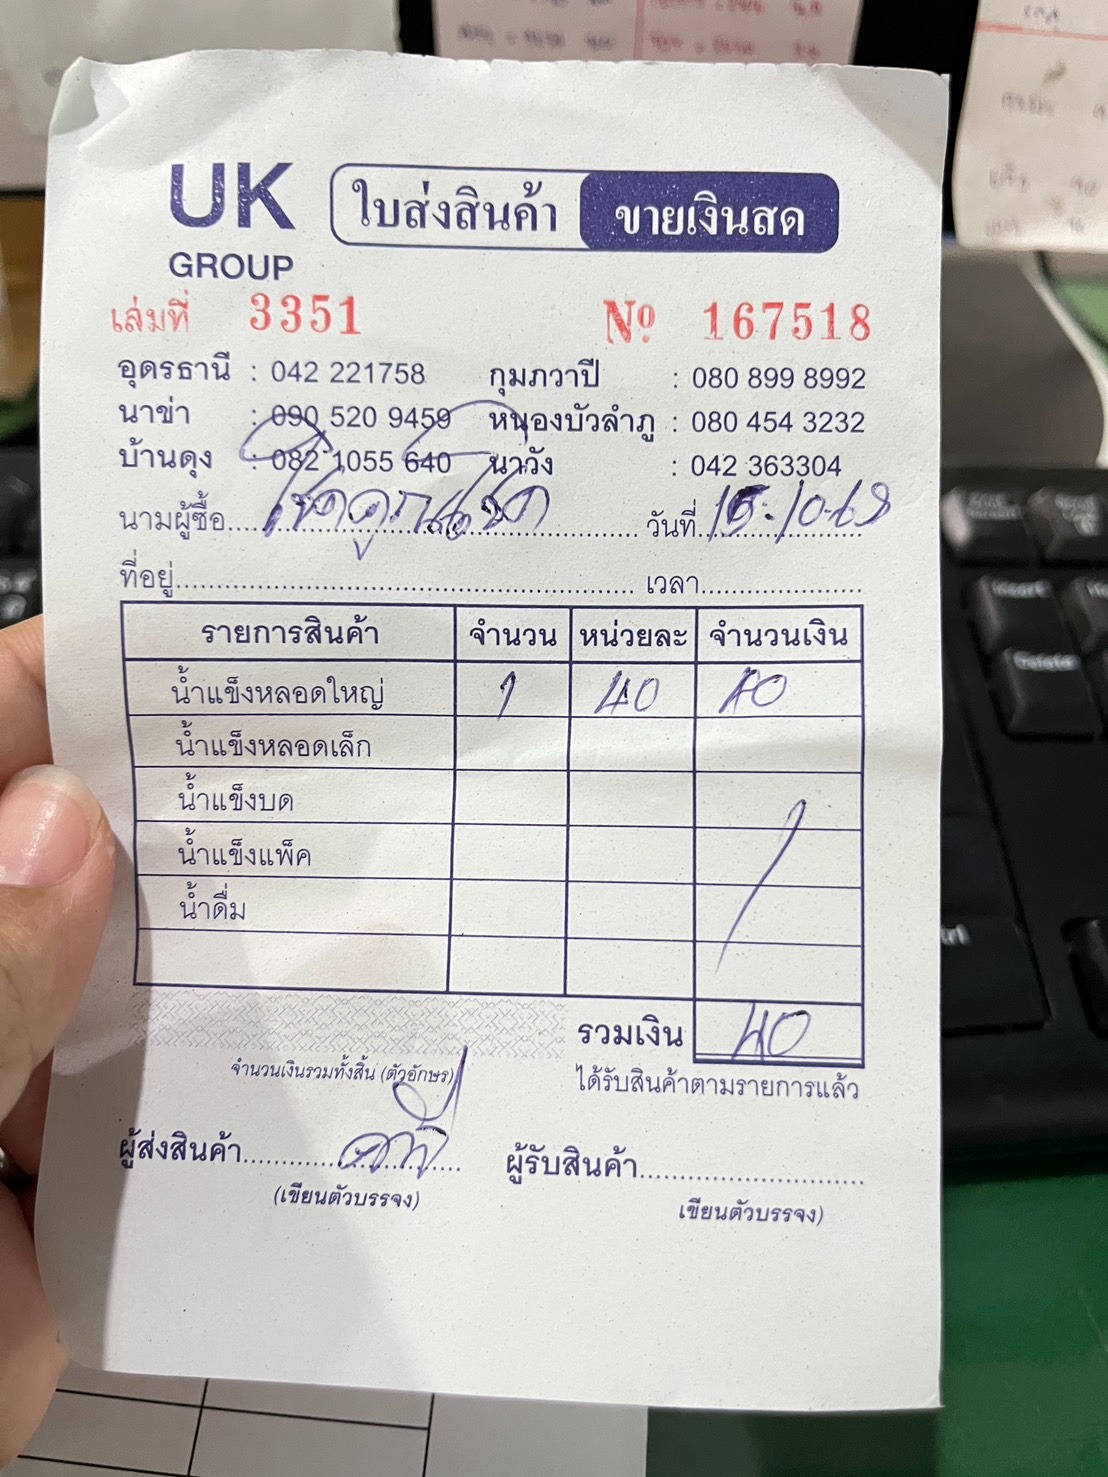 UK GROUP
ใบส่งสินค้า ขายเงินสด
เล่มที่ 3351 Nº 167518
อุดรธานี : 042 221758 กุมภวาปี : 080 899 8992
นาข่า : 090 520 9459 หนองบัวลำภู : 080 454 3232
บ้านดุง : 082 1055 640 นาวัง : 042 363304
นามผู้ซื้อ วันที่ 15-10-68
ที่อยู่ เวลา
รายการสินค้า จำนวน หน่วยละ จำนวนเงิน
น้ำแข็งหลอดใหญ่ 1 40 40
น้ำแข็งหลอดเล็ก
น้ำแข็งบด
น้ำแข็งแพ็ค
น้ำดื่ม
รวมเงิน 40
จำนวนเงินรวมทั้งสิ้น (ตัวอักษร) ได้รับสินค้าตามรายการแล้ว
ผู้ส่งสินค้า ผู้รับสินค้า
(เขียนตัวบรรจง) เขียนตัวบรรจง)
Insert
Delete